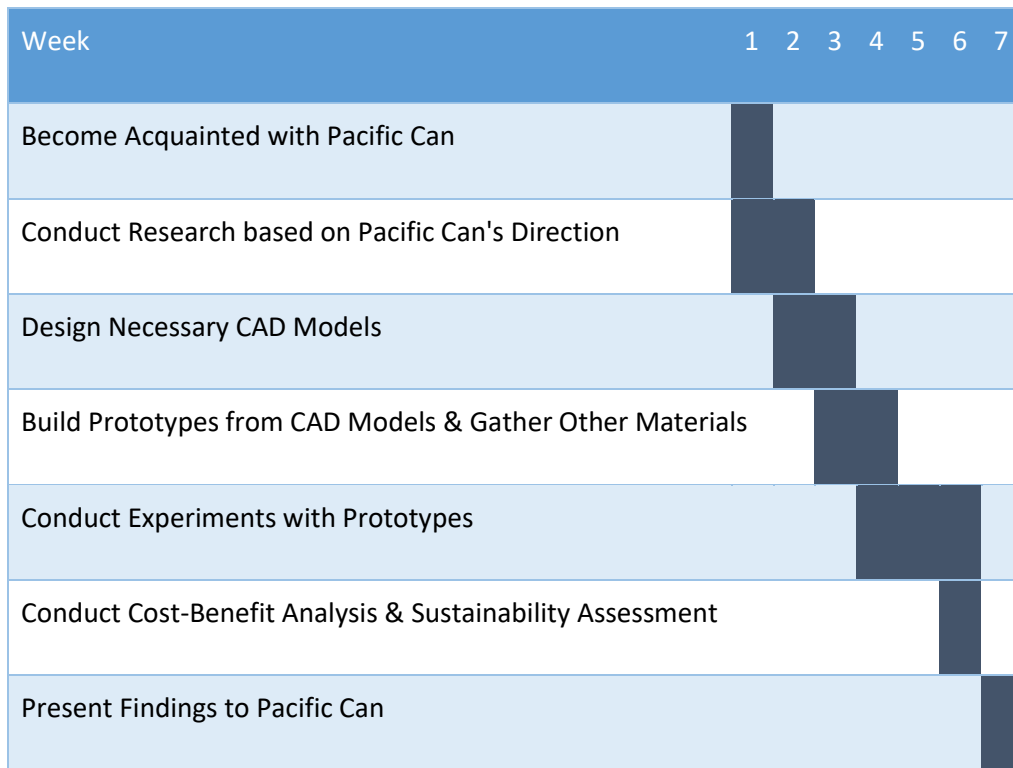 Week 1 2 3 4 5 6 7
Become Acquainted with Pacific Can
Conduct Research based on Pacific Can's Direction
Design Necessary CAD Models
Build Prototypes from CAD Models & Gather Other Materials
Conduct Experiments with Prototypes
Conduct Cost-Benefit Analysis & Sustainability Assessment
Present Findings to Pacific Can